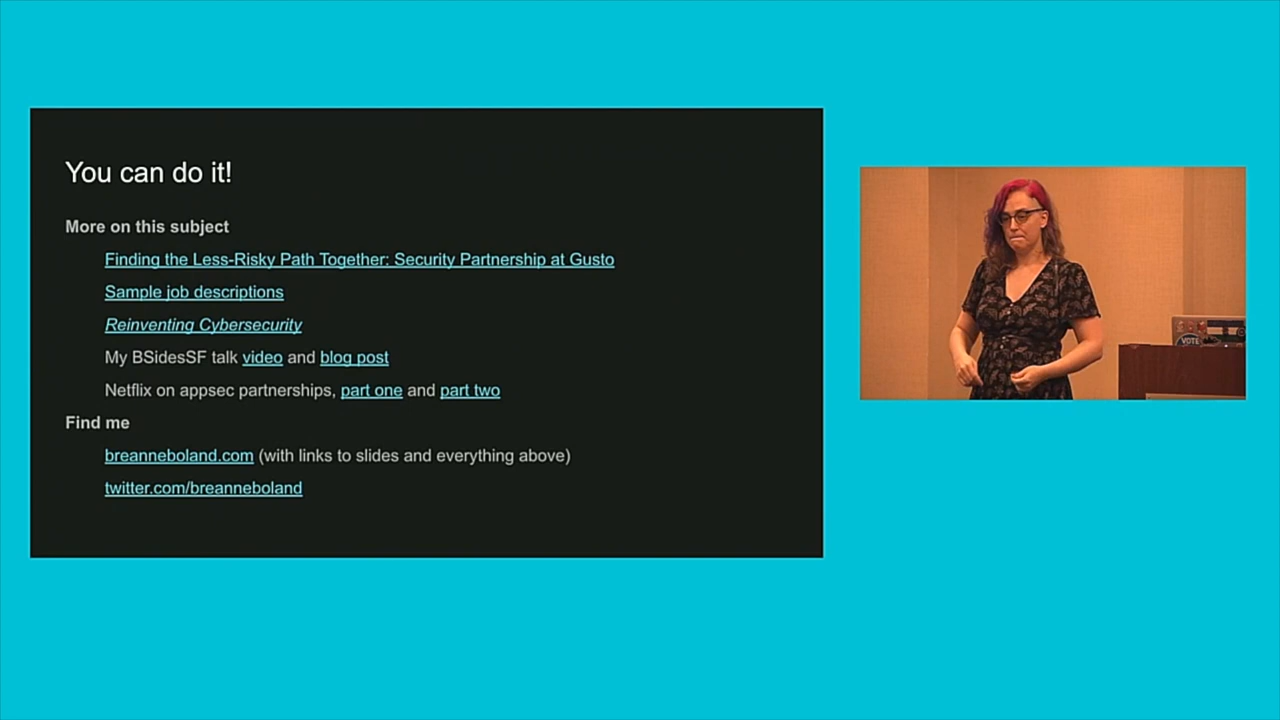 You can do it!
More on this subject
Finding the Less-Risky Path Together: Security Partnership at Gusto
Sample job descriptions
Reinventing Cybersecurity
My BSidesSF talk video and blog post
Netflix on appsec partnerships, part one and part two
Find me
breanneboland.com (with links to slides and everything above)
twitter.com/breanneboland
VOTE